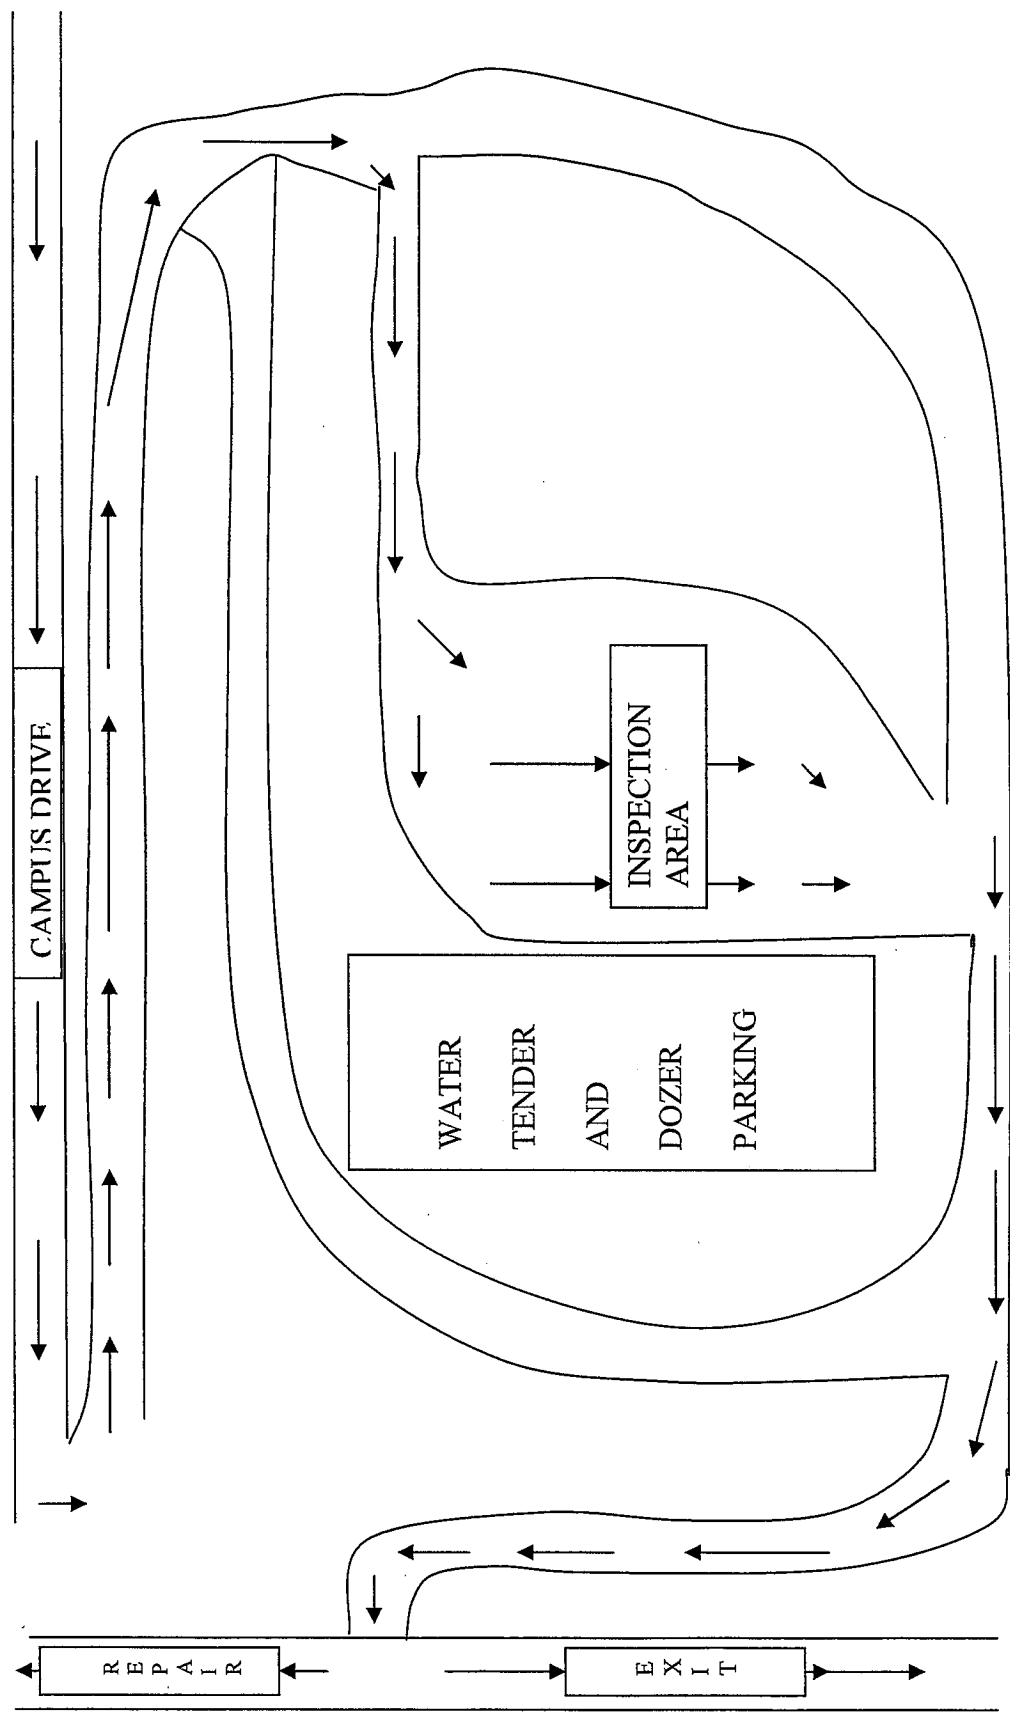 CAMPUS DRIVE
INSPECTION
AREA
WATER
TENDER
AND
DOZER
PARKING
REPAIR
EXIT